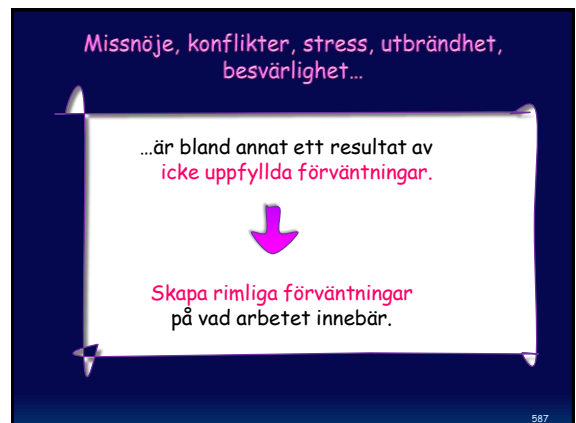 Missnöje, konflikter, stress, utbrändhet,
besvärlighet…
…är bland annat ett resultat av
icke uppfyllda förväntningar.
Skapa rimliga förväntningar
på vad arbetet innebär.
587